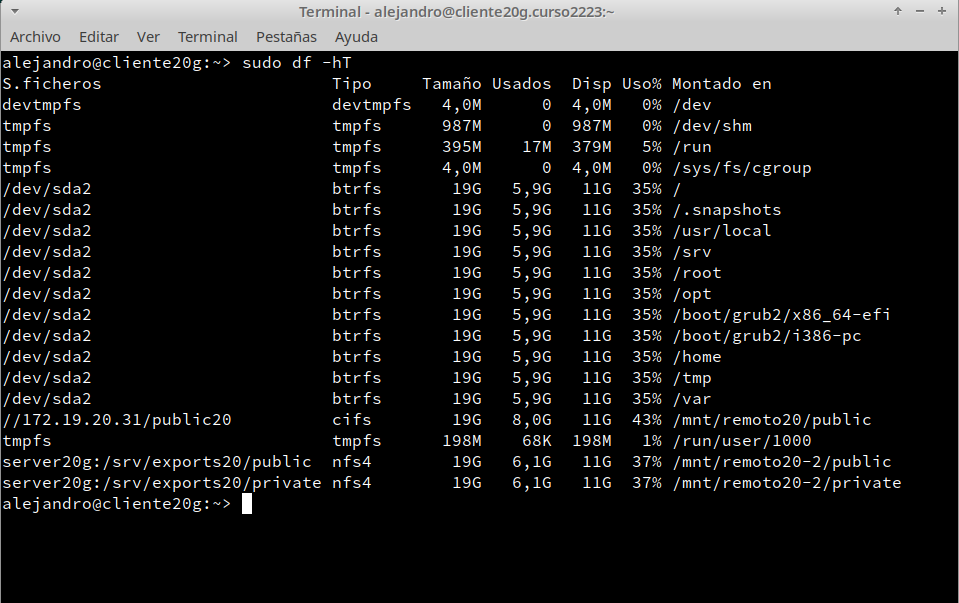 Terminal - alejandro@cliente20g.curso2223:~
Archivo Editar Ver Terminal Pestañas Ayuda
alejandro@cliente20g:~> sudo df -hT
S.ficheros Tipo Tamaño Usados Disp Uso% Montado en
devtmpfs devtmpfs 4,0M 0 4,0M 0% /dev
tmpfs tmpfs 987M 0 987M 0% /dev/shm
tmpfs tmpfs 395M 17M 379M 5% /run
tmpfs tmpfs 4,0M 0 4,0M 0% /sys/fs/cgroup
/dev/sda2 btrfs 19G 5,9G 11G 35% /
/dev/sda2 btrfs 19G 5,9G 11G 35% /.snapshots
/dev/sda2 btrfs 19G 5,9G 11G 35% /usr/local
/dev/sda2 btrfs 19G 5,9G 11G 35% /srv
/dev/sda2 btrfs 19G 5,9G 11G 35% /root
/dev/sda2 btrfs 19G 5,9G 11G 35% /opt
/dev/sda2 btrfs 19G 5,9G 11G 35% /boot/grub2/x86_64-efi
/dev/sda2 btrfs 19G 5,9G 11G 35% /boot/grub2/i386-pc
/dev/sda2 btrfs 19G 5,9G 11G 35% /home
/dev/sda2 btrfs 19G 5,9G 11G 35% /tmp
/dev/sda2 btrfs 19G 5,9G 11G 35% /var
//172.19.20.31/public20 cifs 19G 8,0G 11G 43% /mnt/remoto20/public
tmpfs tmpfs 198M 68K 198M 1% /run/user/1000
server20g:/srv/exports20/public nfs4 19G 6,1G 11G 37% /mnt/remoto20-2/public
server20g:/srv/exports20/private nfs4 19G 6,1G 11G 37% /mnt/remoto20-2/private
alejandro@cliente20g:~>